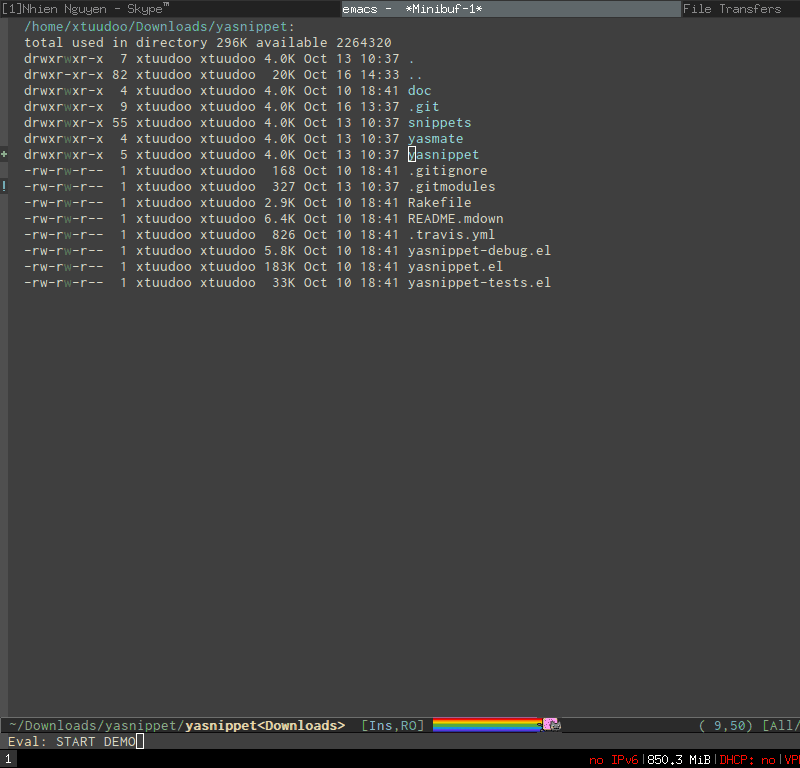 [1]Nhien Nguyen - Skype™ emacs - *Minibuf-1* File Transfers
/home/xtuudoo/Downloads/yasnippet:
total used in directory 296K available 2264320
drwxrwxr-x  7 xtuudoo xtuudoo 4.0K Oct 13 10:37 .
drwxr-xr-x 82 xtuudoo xtuudoo  20K Oct 16 14:33 ..
drwxrwxr-x  4 xtuudoo xtuudoo 4.0K Oct 10 18:41 doc
drwxrwxr-x  9 xtuudoo xtuudoo 4.0K Oct 16 13:37 .git
drwxrwxr-x 55 xtuudoo xtuudoo 4.0K Oct 13 10:37 snippets
drwxrwxr-x  4 xtuudoo xtuudoo 4.0K Oct 13 10:37 yasmate
drwxrwxr-x  5 xtuudoo xtuudoo 4.0K Oct 13 10:37 yasnippet
-rw-rw-r--  1 xtuudoo xtuudoo  168 Oct 10 18:41 .gitignore
-rw-rw-r--  1 xtuudoo xtuudoo  327 Oct 13 10:37 .gitmodules
-rw-rw-r--  1 xtuudoo xtuudoo 2.9K Oct 10 18:41 Rakefile
-rw-rw-r--  1 xtuudoo xtuudoo 6.4K Oct 10 18:41 README.mdown
-rw-rw-r--  1 xtuudoo xtuudoo  826 Oct 10 18:41 .travis.yml
-rw-rw-r--  1 xtuudoo xtuudoo 5.8K Oct 10 18:41 yasnippet-debug.el
-rw-rw-r--  1 xtuudoo xtuudoo 183K Oct 10 18:41 yasnippet.el
-rw-rw-r--  1 xtuudoo xtuudoo  33K Oct 10 18:41 yasnippet-tests.el
~/Downloads/yasnippet/yasnippet<Downloads> [Ins,RO] ( 9,50) [All/
Eval: START DEMO
1 no IPv6|850.3 MiB|DHCP: no|VP